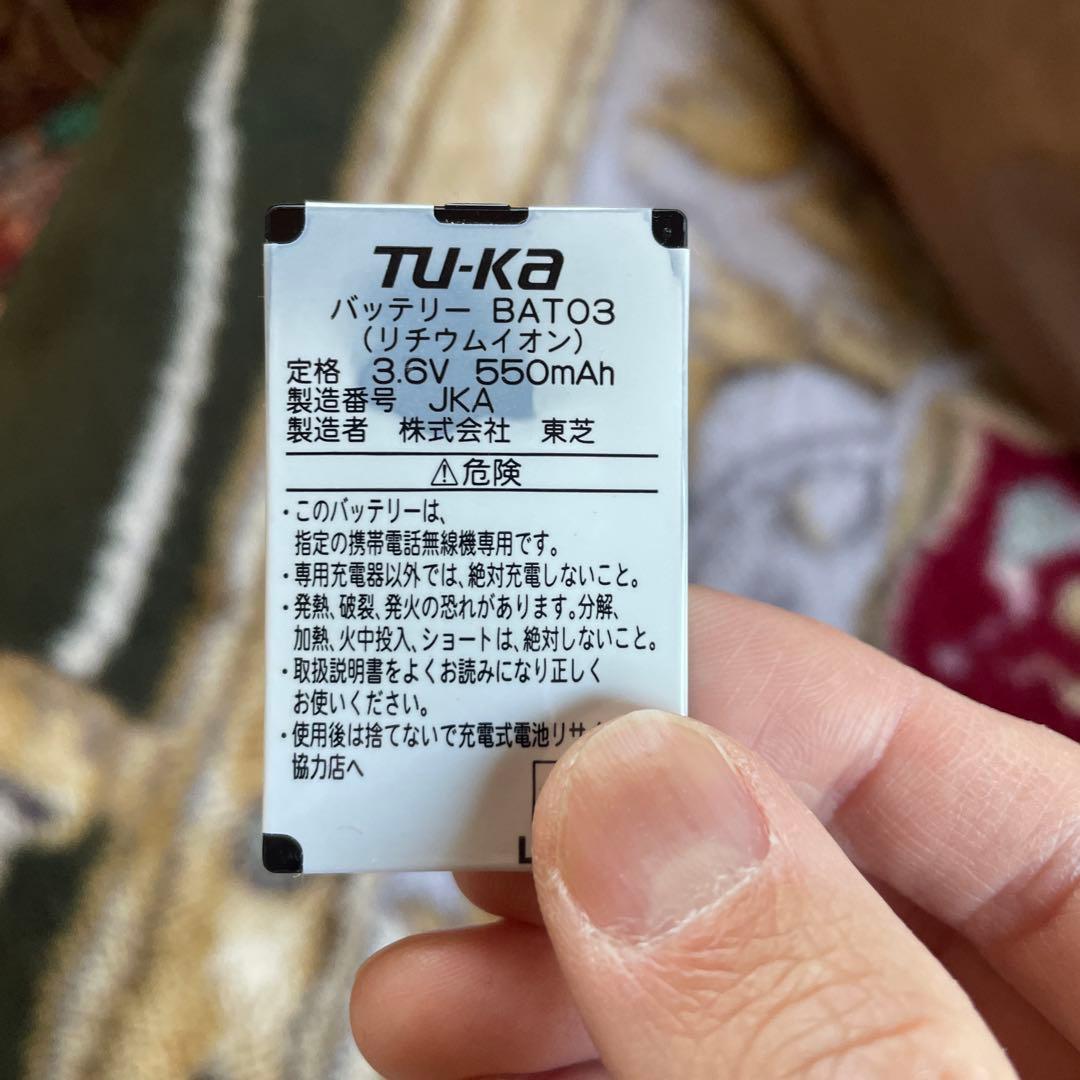 TU-Ka
バッテリー BAT03
(リチウムイオン)
定格 3.6V 550mAh
製造番号 JKA
製造者 株式会社 東芝
⚠危険
・このバッテリーは、
指定の携帯電話無線機専用です。
・専用充電器以外では、絶対充電しないこと。
・発熱、破裂、発火の恐れがあります。分解、
加熱、火中投入、ショートは、絶対しないこと。
・取扱説明書をよくお読みになり正しく
お使いください。
・使用後は捨てないで充電式電池リサイ
協力店へ
L